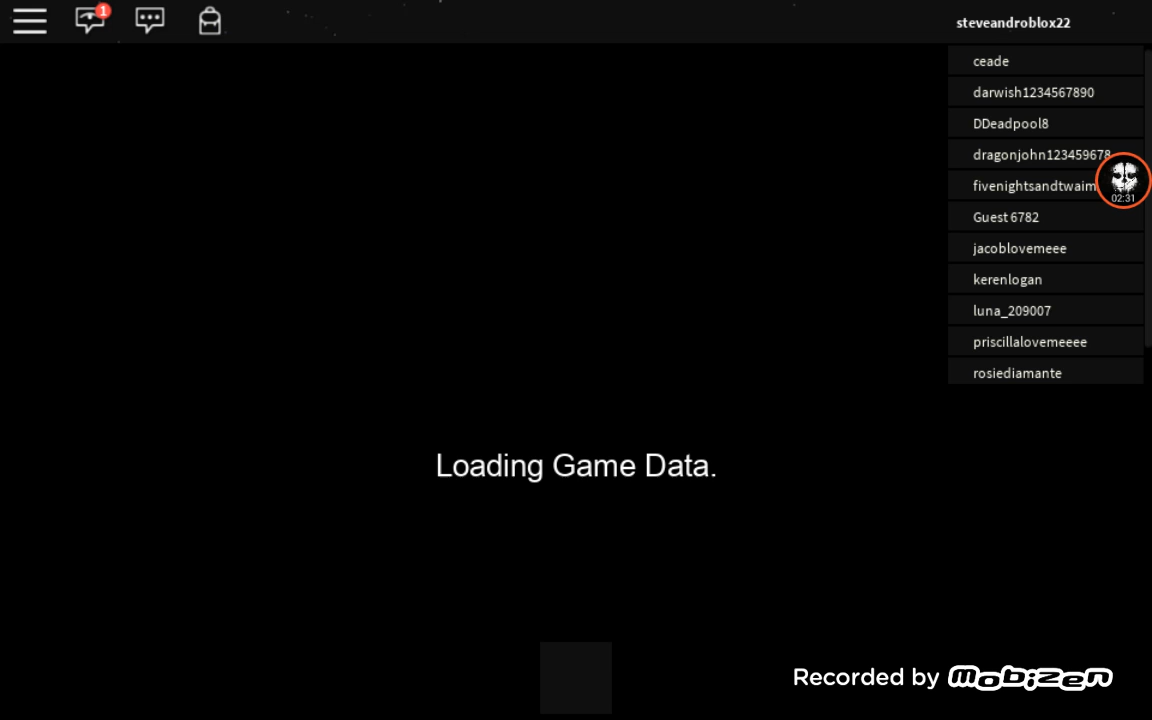 1
steveandroblox22
ceade
darwish1234567890
DDeadpool8
dragonjohn123459678
fivenightsandtwaim
02:31
Guest 6782
jacoblovemeee
kerenlogan
luna_209007
priscillalovemeeee
rosiediamante
Loading Game Data.
Recorded by Mobizen